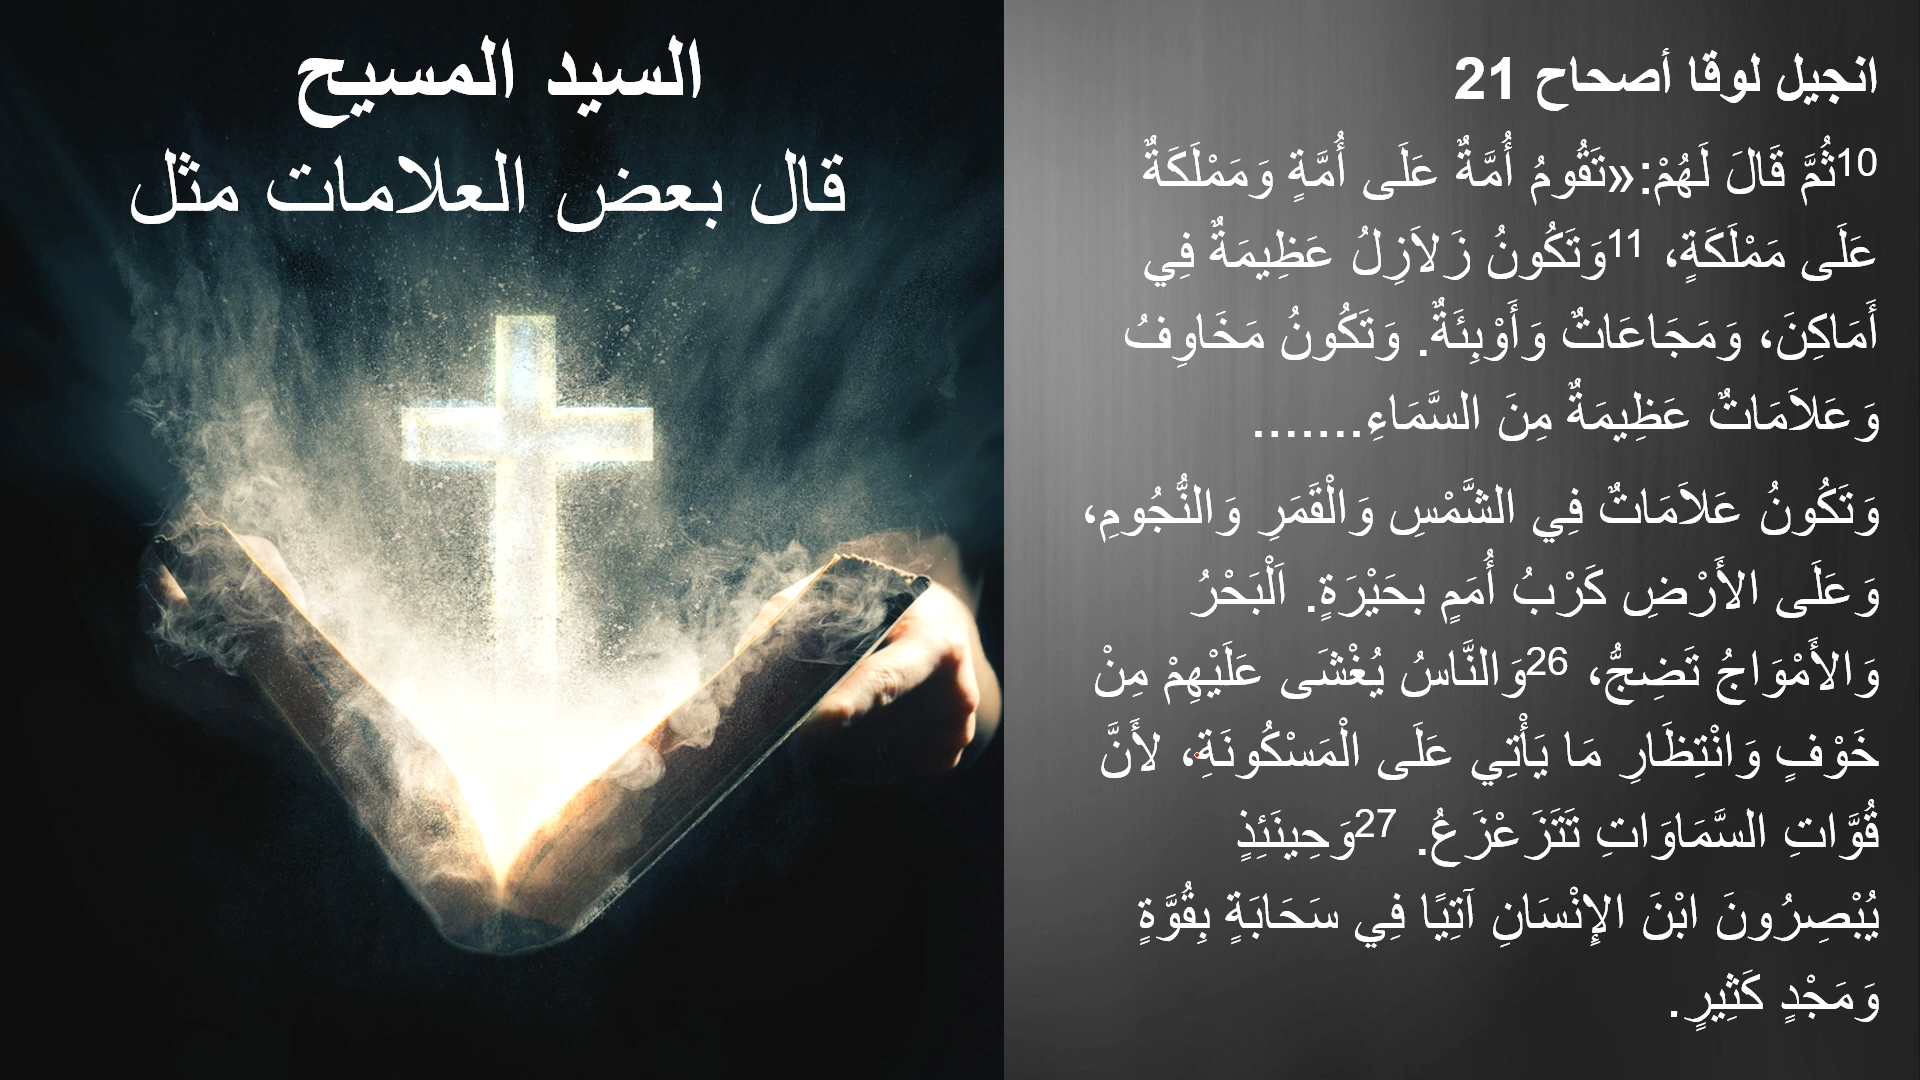 السيد المسيح
قال بعض العلامات مثل
انجيل لوقا أصحاح 21
10ثُمَّ قَالَ لَهُمْ:«تَقُومُ أُمَّةٌ عَلَى أُمَّةٍ وَمَمْلَكَةٌ
عَلَى مَمْلَكَةٍ، 11وَتَكُونُ زَلاَزِلُ عَظِيمَةٌ فِي
أَمَاكِنَ، وَمَجَاعَاتٌ وَأَوْبِئَةٌ. وَتَكُونُ مَخَاوِفُ
وَعَلاَمَاتٌ عَظِيمَةٌ مِنَ السَّمَاءِ.......
وَتَكُونُ عَلاَمَاتٌ فِي الشَّمْسِ وَالْقَمَرِ وَالنُّجُومِ،
وَعَلَى الأَرْضِ كَرْبُ أُمَمٍ بحَيْرَةٍ. اَلْبَحْرُ
وَالأَمْوَاجُ تَضِجُّ، 26وَالنَّاسُ يُغْشَى عَلَيْهِمْ مِنْ
خَوْفٍ وَانْتِظَارِ مَا يَأْتِي عَلَى الْمَسْكُونَةِ، لأَنَّ
قُوَّاتِ السَّمَاوَاتِ تَتَزَعْزَعُ. 27وَحِينَئِذٍ
يُبْصِرُونَ ابْنَ الإِنْسَانِ آتِيًا فِي سَحَابَةٍ بِقُوَّةٍ
وَمَجْدٍ كَثِيرٍ.